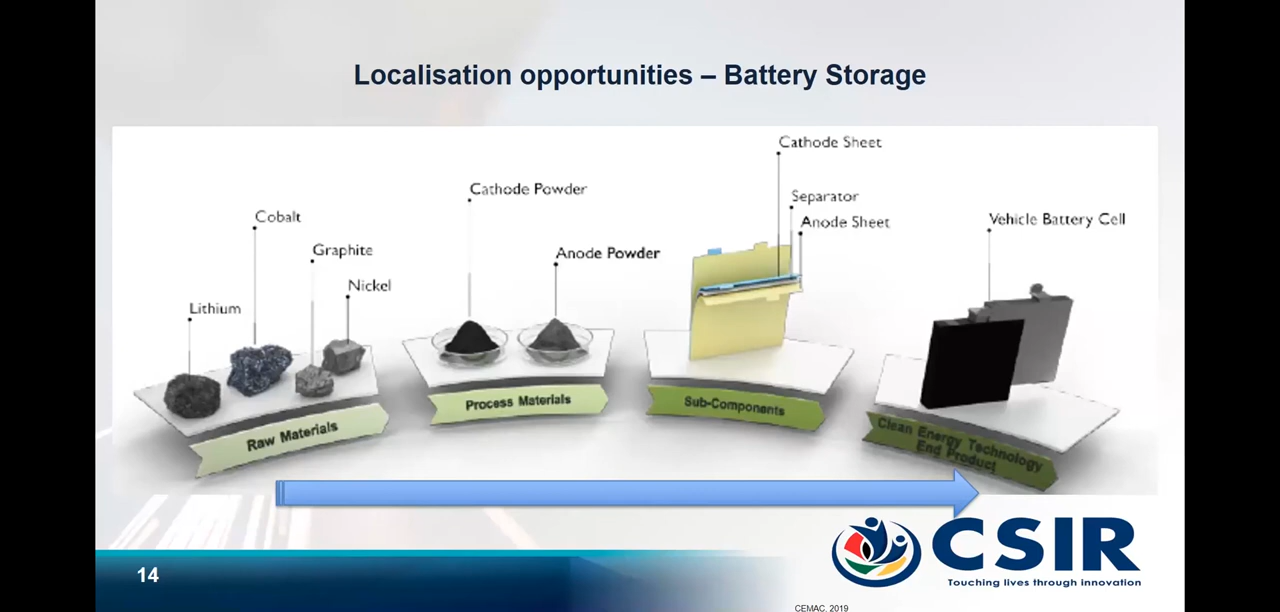 Localisation opportunities – Battery Storage
Cathode Sheet
Cathode Powder
Separator
Cobalt
Anode Sheet
Vehicle Battery Cell
Graphite
Anode Powder
Nickel
Lithium
Raw Materials
Process Materials
Sub-Components
Clean Energy Technology
End Product
CSIR
Touching lives through innovation
14
CEMAC, 2019